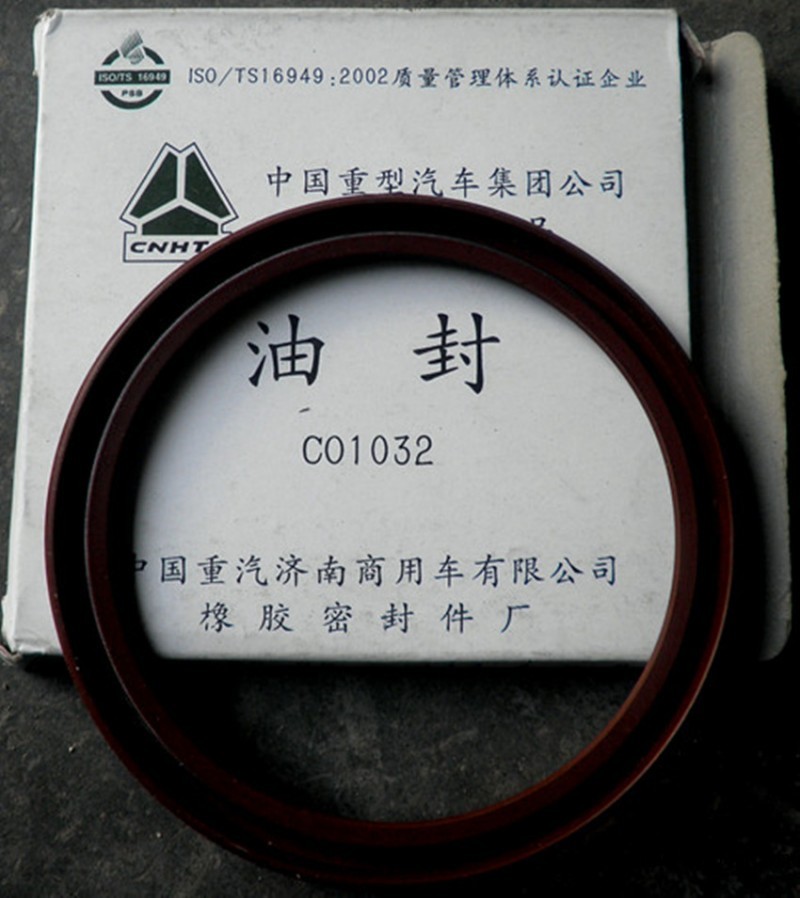 ISO/TS 16949
PSB
ISO/TS16949:2002质量管理体系认证企业
中国重型汽车集团公司
品
CNHT
油 封
C01032
中国重汽济南商用车有限公司
橡胶密封件厂